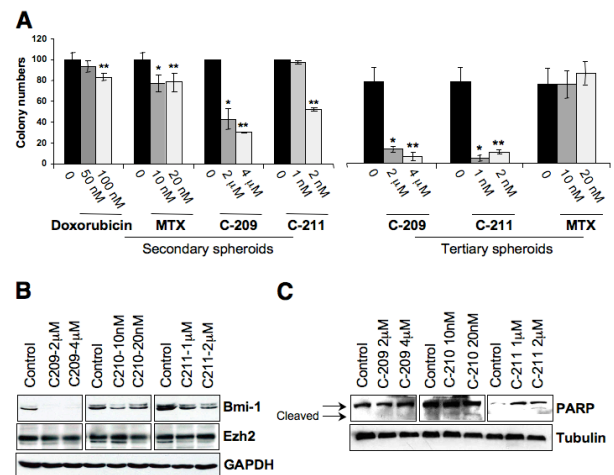 A
Colony numbers
120
100
80
60
40
20
0
** * ** * ** ** * ** * **
0 50 nM 100 nM 0 10 nM 20 nM 0 2 µM 4 µM 0 1 nM 2 nM 0 2 µM 4 µM 0 1 nM 2 nM 0 10 nM 20 nM
Doxorubicin MTX C-209 C-211 C-209 C-211 MTX
Secondary spheroids Tertiary spheroids
B
Control C209-2µM C209-4µM Control C210-10nM C210-20nM Control C211-1µM C211-2µM
Bmi-1
Ezh2
GAPDH
C
Control C-209 2µM C-209 4µM Control C-210 10nM C-210 20nM Control C-211 1µM C-211 2µM
PARP
Cleaved
Tubulin